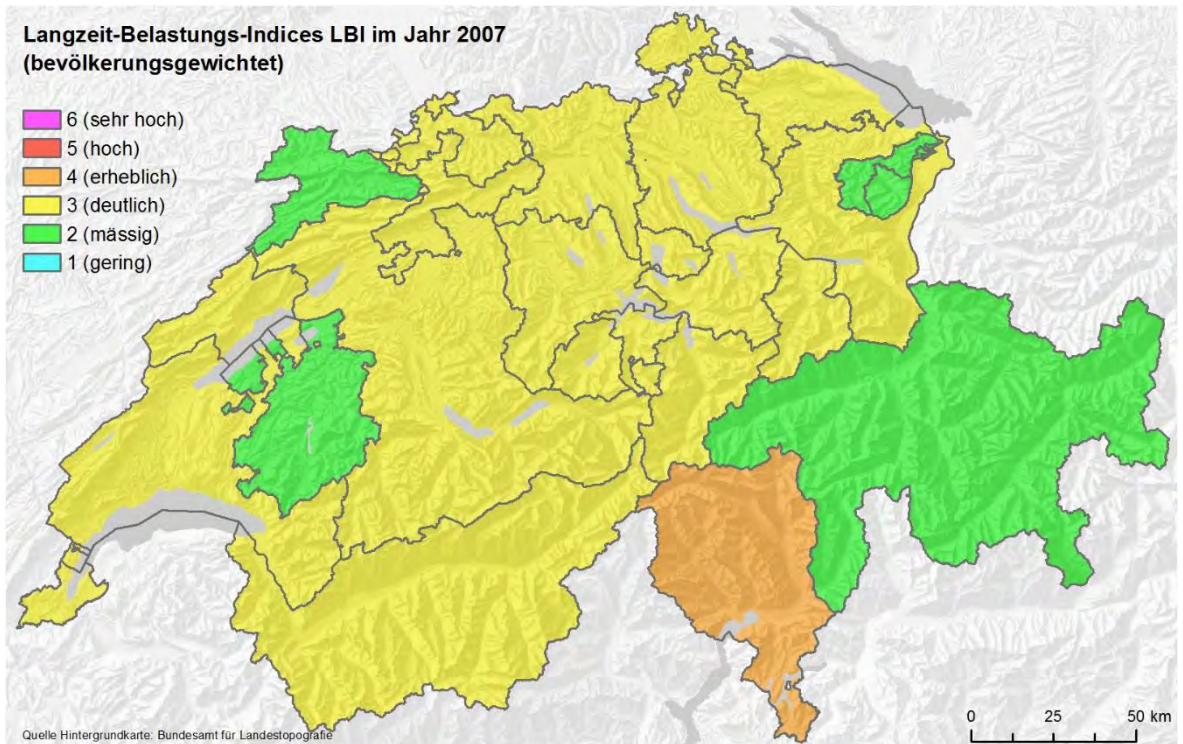 Langzeit-Belastungs-Indices LBI im Jahr 2007
(bevölkerungsgewichtet)
6 (sehr hoch)
5 (hoch)
4 (erheblich)
3 (deutlich)
2 (mässig)
1 (gering)
Quelle Hintergrundkarte: Bundesamt für Landestopografie
0 25 50 km